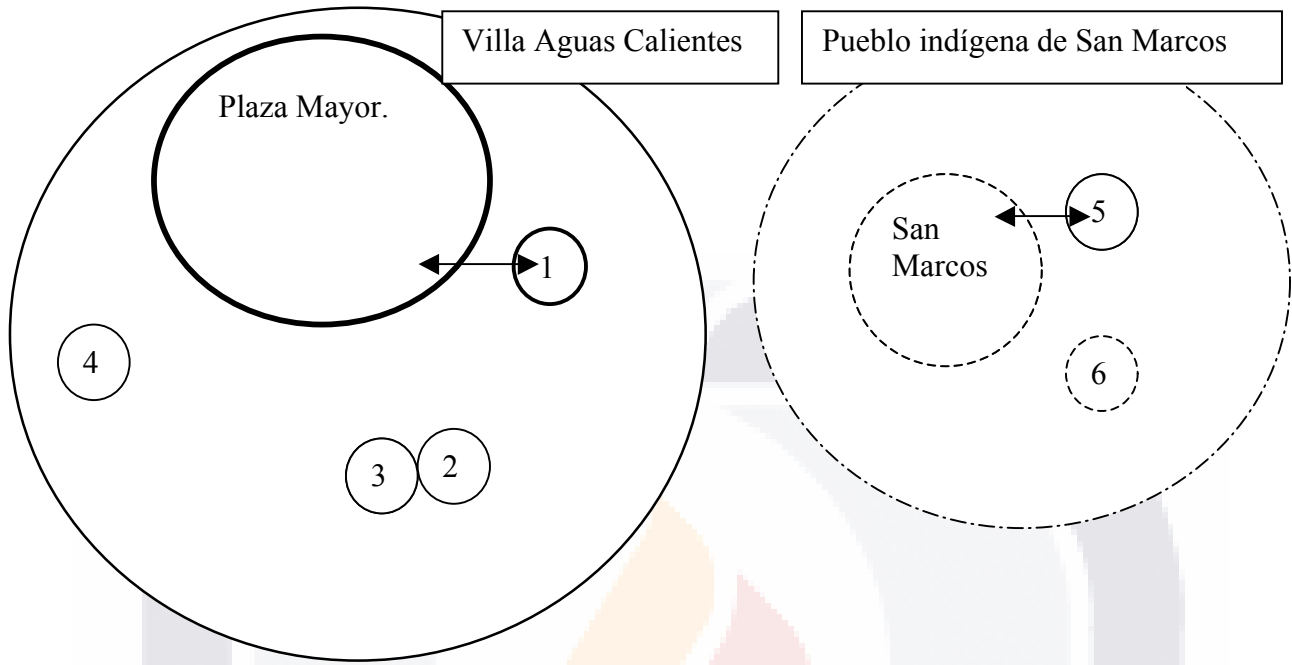 Villa Aguas Calientes
Plaza Mayor.
1
4
3
2
Pueblo indígena de San Marcos
San
Marcos
5
6